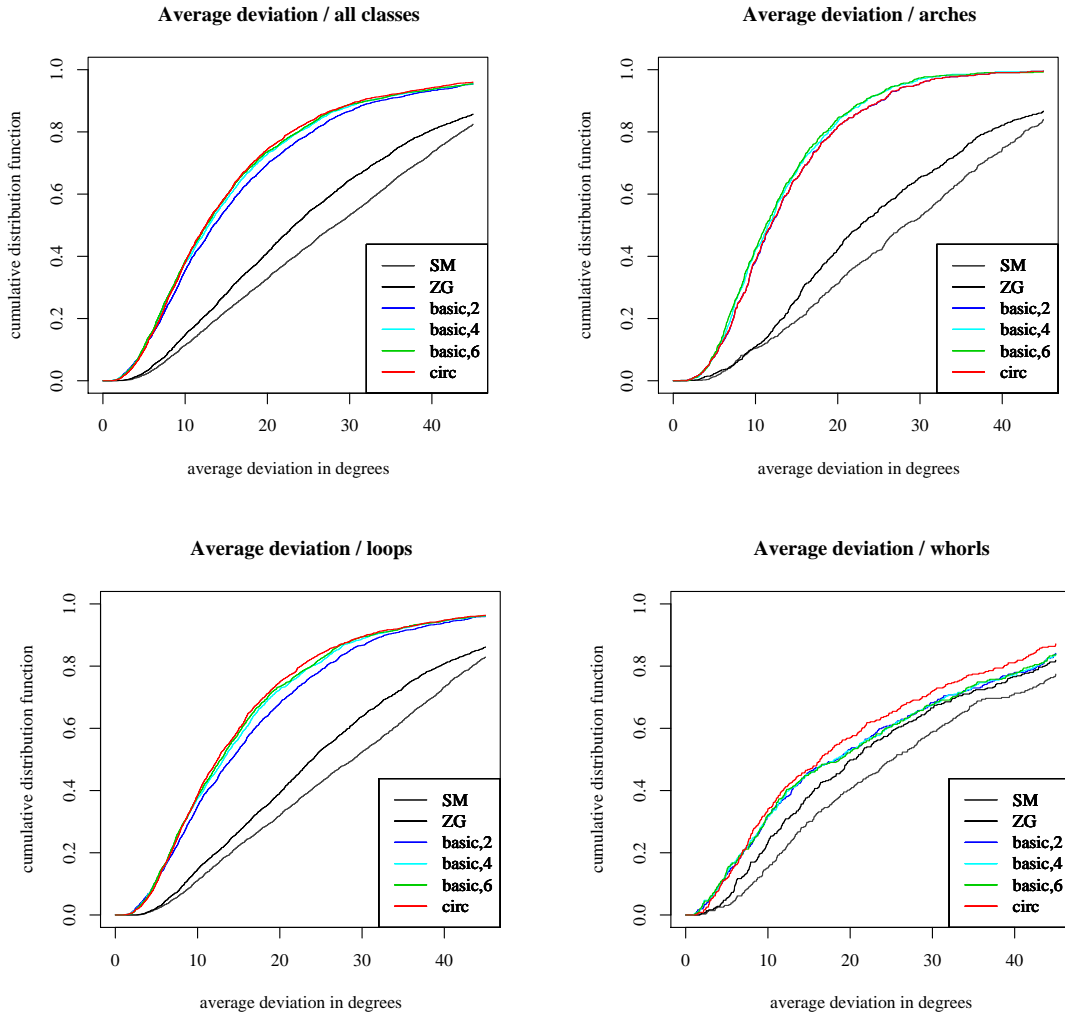 Average deviation / all classes
cumulative distribution function
0.0 0.2 0.4 0.6 0.8 1.0
SM
ZG
basic,2
basic,4
basic,6
circ
0 10 20 30 40
average deviation in degrees
Average deviation / arches
cumulative distribution function
0.0 0.2 0.4 0.6 0.8 1.0
SM
ZG
basic,2
basic,4
basic,6
circ
0 10 20 30 40
average deviation in degrees
Average deviation / loops
cumulative distribution function
0.0 0.2 0.4 0.6 0.8 1.0
SM
ZG
basic,2
basic,4
basic,6
circ
0 10 20 30 40
average deviation in degrees
Average deviation / whorls
cumulative distribution function
0.0 0.2 0.4 0.6 0.8 1.0
SM
ZG
basic,2
basic,4
basic,6
circ
0 10 20 30 40
average deviation in degrees